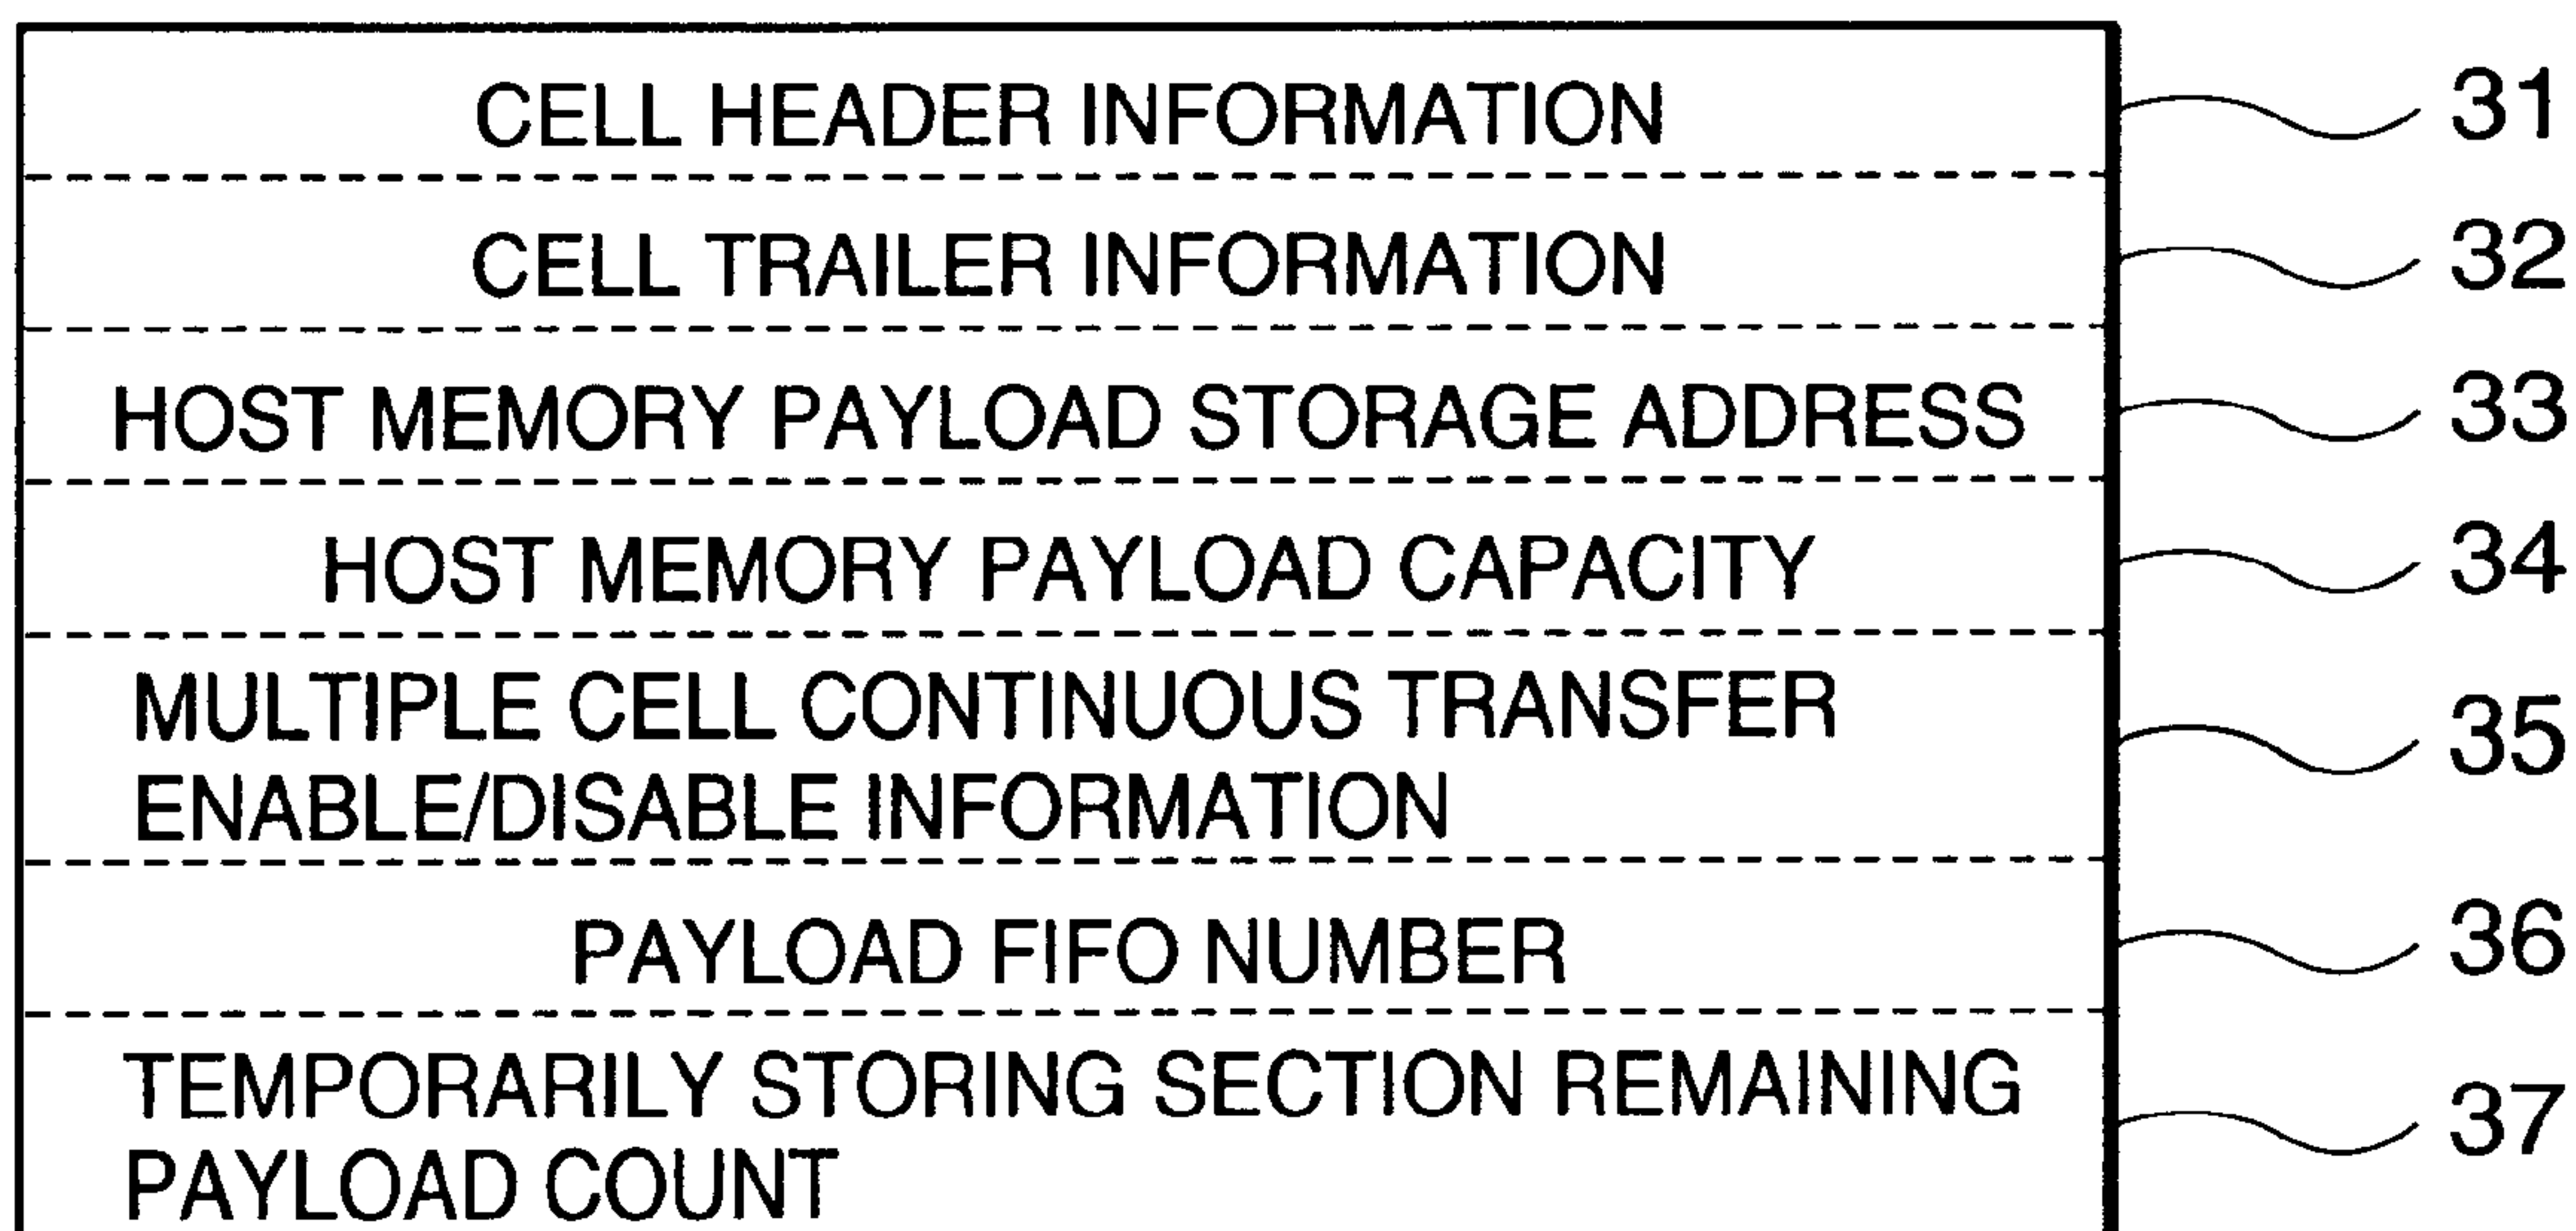 CELL HEADER INFORMATION 31
CELL TRAILER INFORMATION 32
HOST MEMORY PAYLOAD STORAGE ADDRESS 33
HOST MEMORY PAYLOAD CAPACITY 34
MULTIPLE CELL CONTINUOUS TRANSFER
ENABLE/DISABLE INFORMATION 35
PAYLOAD FIFO NUMBER 36
TEMPORARILY STORING SECTION REMAINING
PAYLOAD COUNT 37